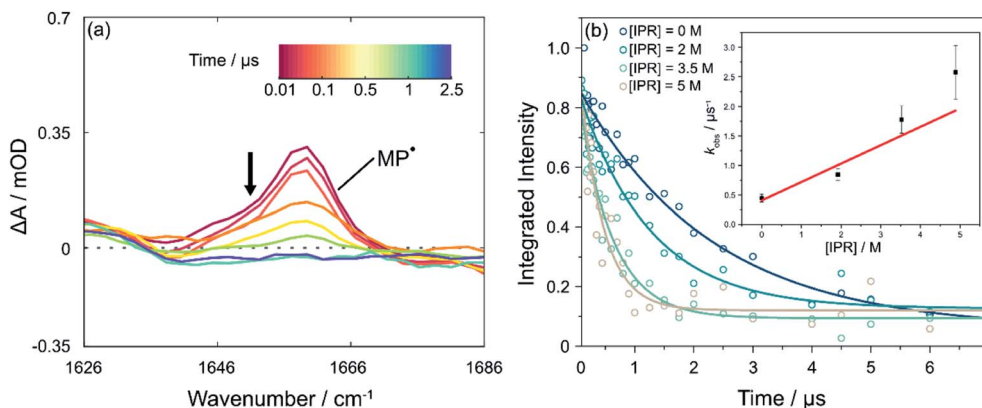 (a)
0.7
0.35
0
-0.35
ΔA / mOD
Time / µs
0.01 0.1 0.5 1 2.5
MP•
1626 1646 1666 1686
Wavenumber / cm⁻¹
(b)
1.0
0.8
0.6
0.4
0.2
0
Integrated Intensity
[IPR] = 0 M
[IPR] = 2 M
[IPR] = 3.5 M
[IPR] = 5 M
3.0
2.5
2.0
1.5
1.0
0.5
0.0
k_obs / µs⁻¹
0 1 2 3 4 5
[IPR] / M
0 1 2 3 4 5 6
Time / µs